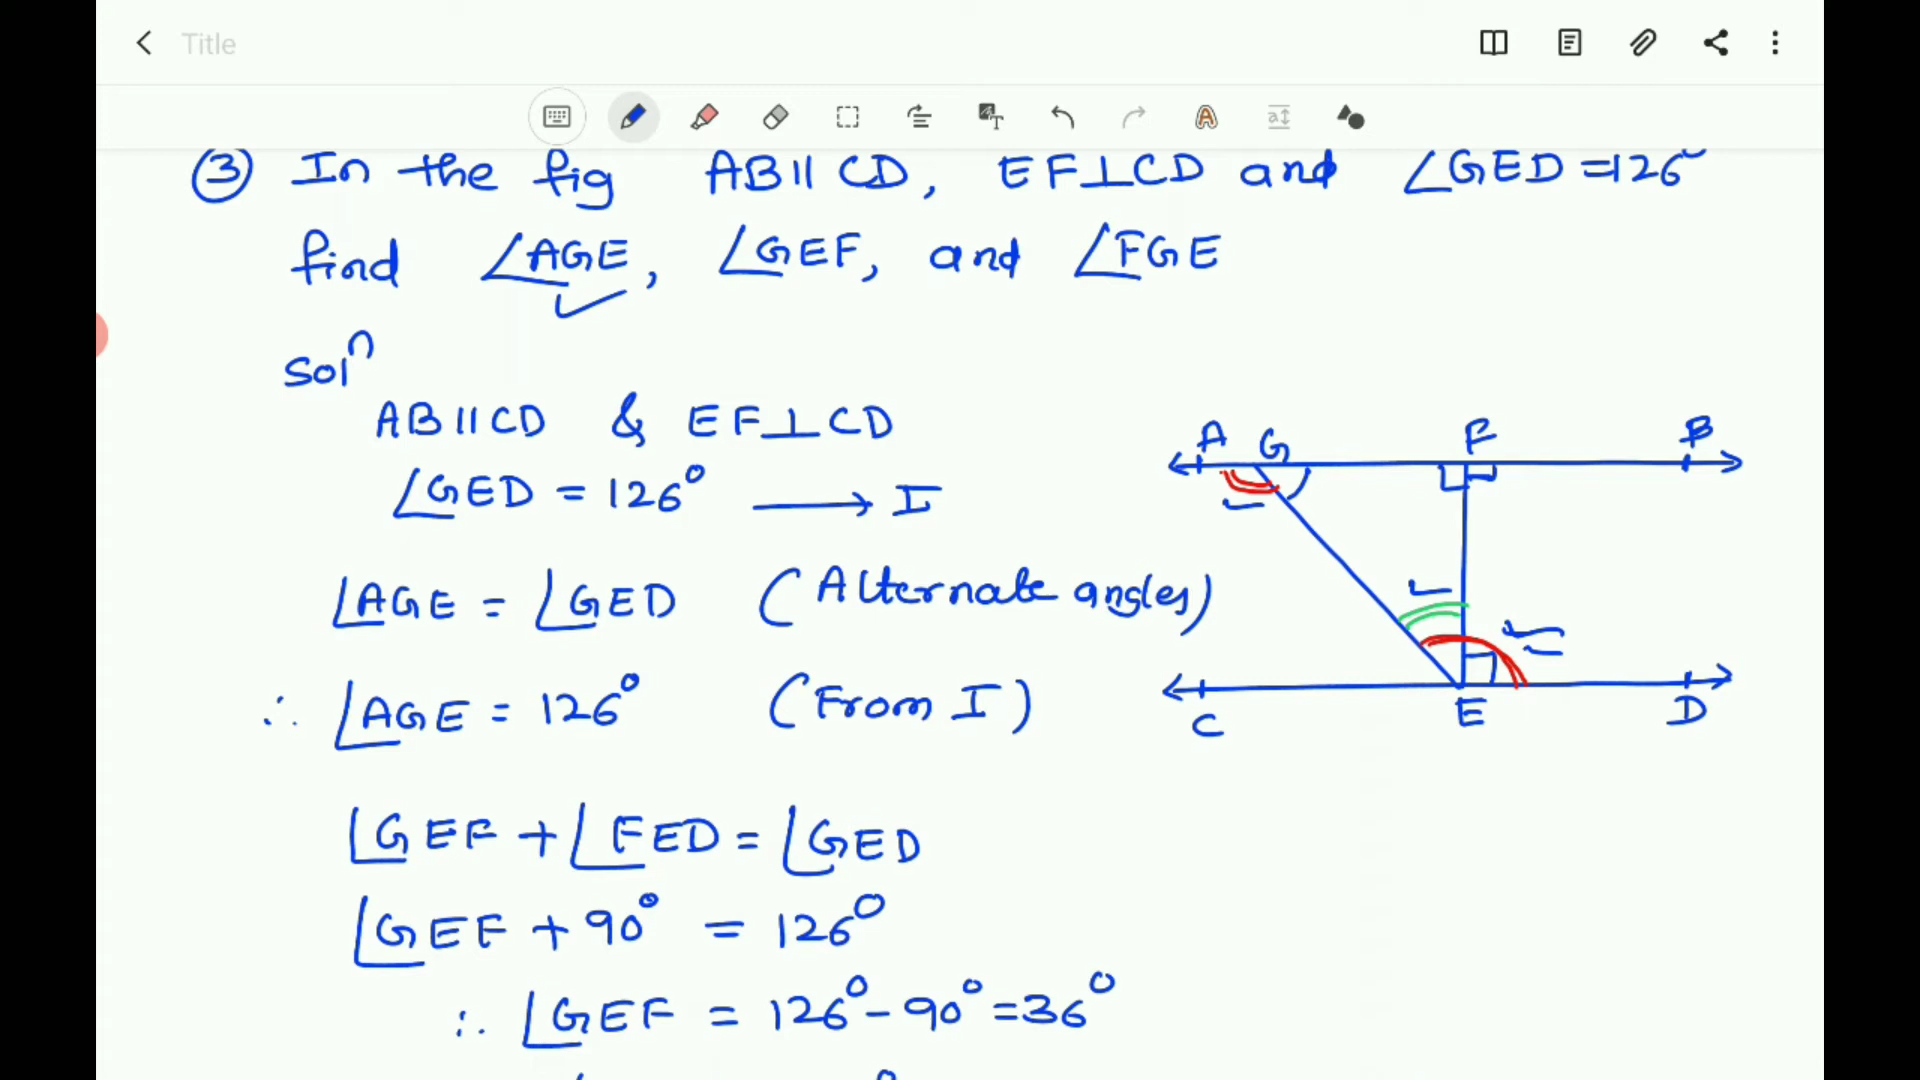 Title
③ In the fig AB||CD, EF⊥CD and ∠GED =126°
find ∠AGE, ∠GEF, and ∠FGE
solⁿ
AB||CD & EF⊥CD
∠GED = 126° → I
∠AGE = ∠GED (Alternate angles)
∴ ∠AGE = 126° (From I)
∠GEF + ∠FED = ∠GED
∠GEF + 90° = 126°
∴ ∠GEF = 126° - 90° = 36°
A G F B
C E D